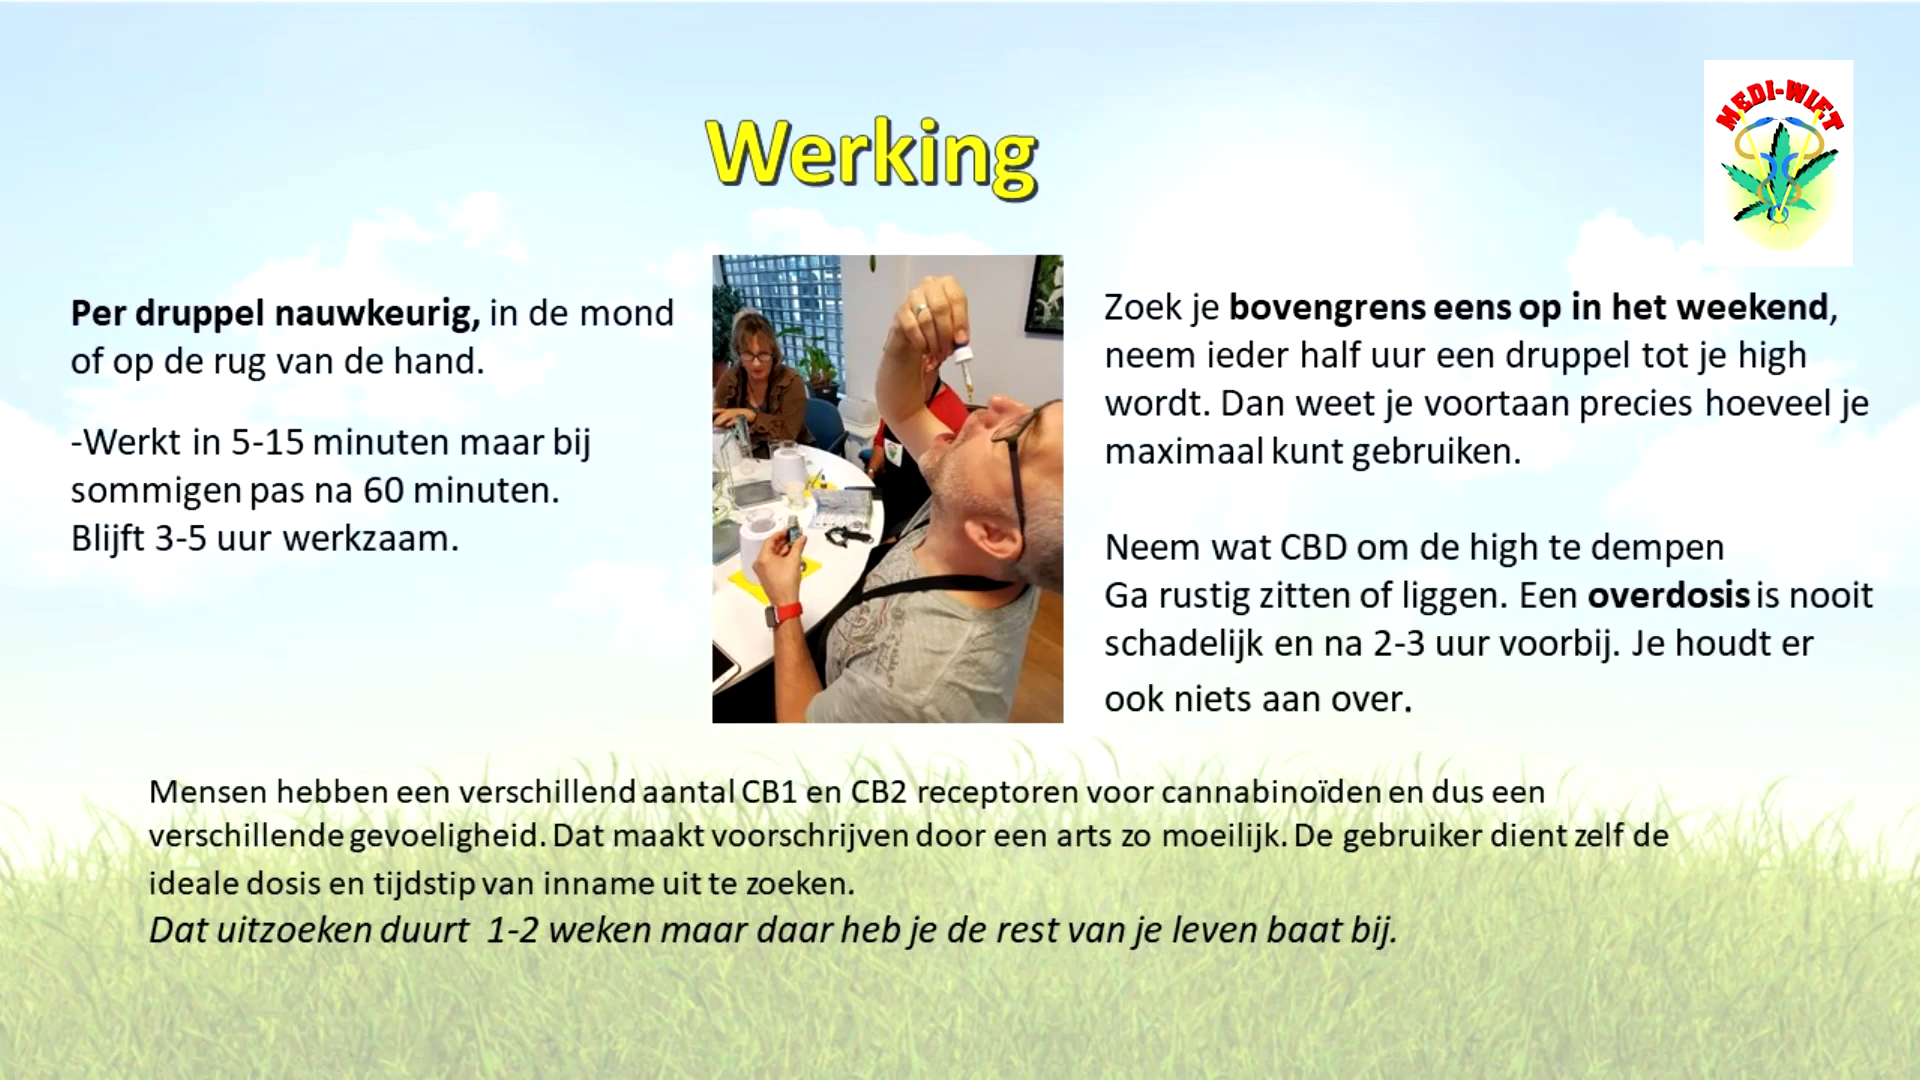 MEDI-WIET
Werking
Per druppel nauwkeurig, in de mond
of op de rug van de hand.
-Werkt in 5-15 minuten maar bij
sommigen pas na 60 minuten.
Blijft 3-5 uur werkzaam.
Zoek je bovengrens eens op in het weekend,
neem ieder half uur een druppel tot je high
wordt. Dan weet je voortaan precies hoeveel je
maximaal kunt gebruiken.
Neem wat CBD om de high te dempen
Ga rustig zitten of liggen. Een overdosis is nooit
schadelijk en na 2-3 uur voorbij. Je houdt er
ook niets aan over.
Mensen hebben een verschillend aantal CB1 en CB2 receptoren voor cannabinoïden en dus een
verschillende gevoeligheid. Dat maakt voorschrijven door een arts zo moeilijk. De gebruiker dient zelf de
ideale dosis en tijdstip van inname uit te zoeken.
Dat uitzoeken duurt 1-2 weken maar daar heb je de rest van je leven baat bij.